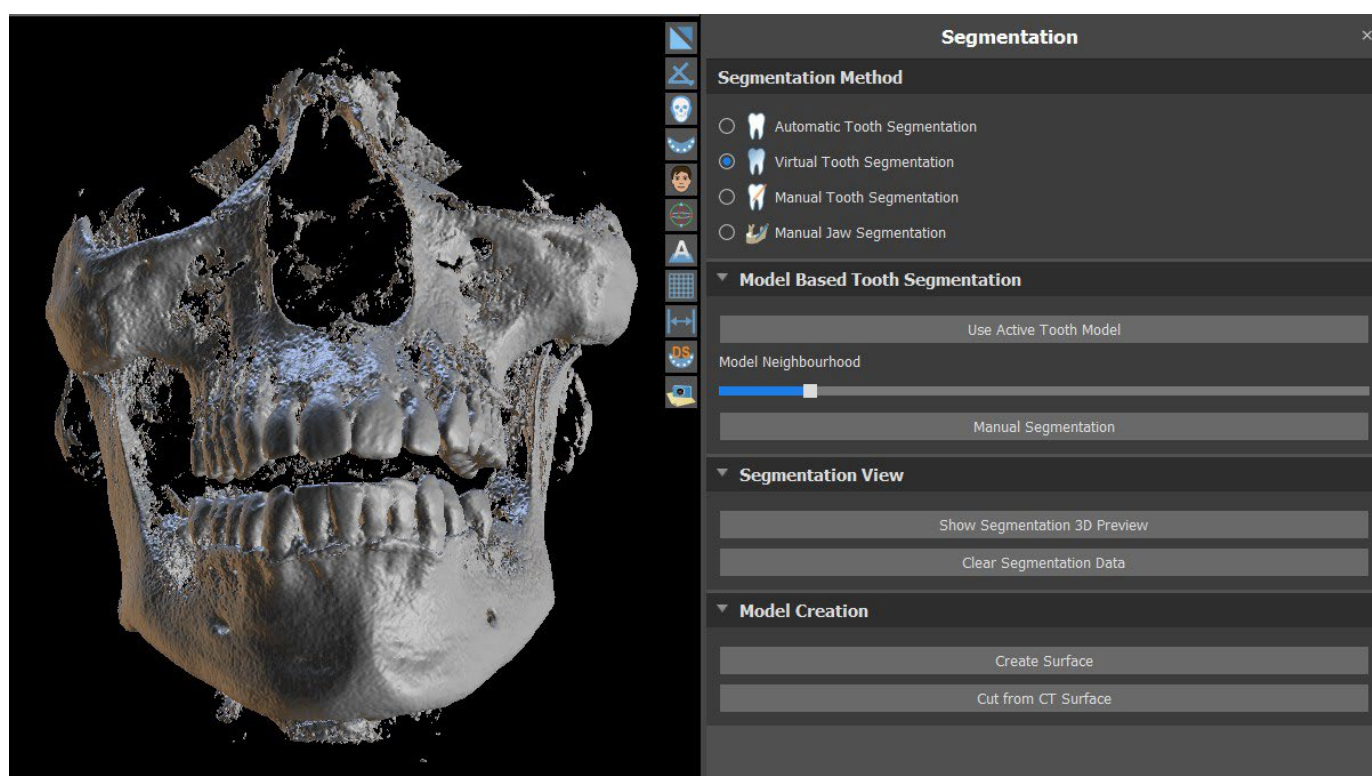 Segmentation
Segmentation Method
Automatic Tooth Segmentation
Virtual Tooth Segmentation
Manual Tooth Segmentation
Manual Jaw Segmentation
Model Based Tooth Segmentation
Use Active Tooth Model
Model Neighbourhood
Manual Segmentation
Segmentation View
Show Segmentation 3D Preview
Clear Segmentation Data
Model Creation
Create Surface
Cut from CT Surface
A
DS